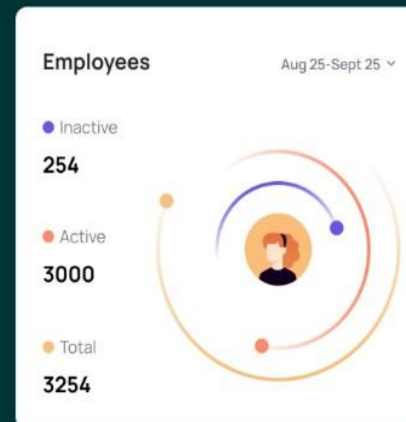 Employees
Aug 25-Sept 25
Inactive
254
Active
3000
Total
3254